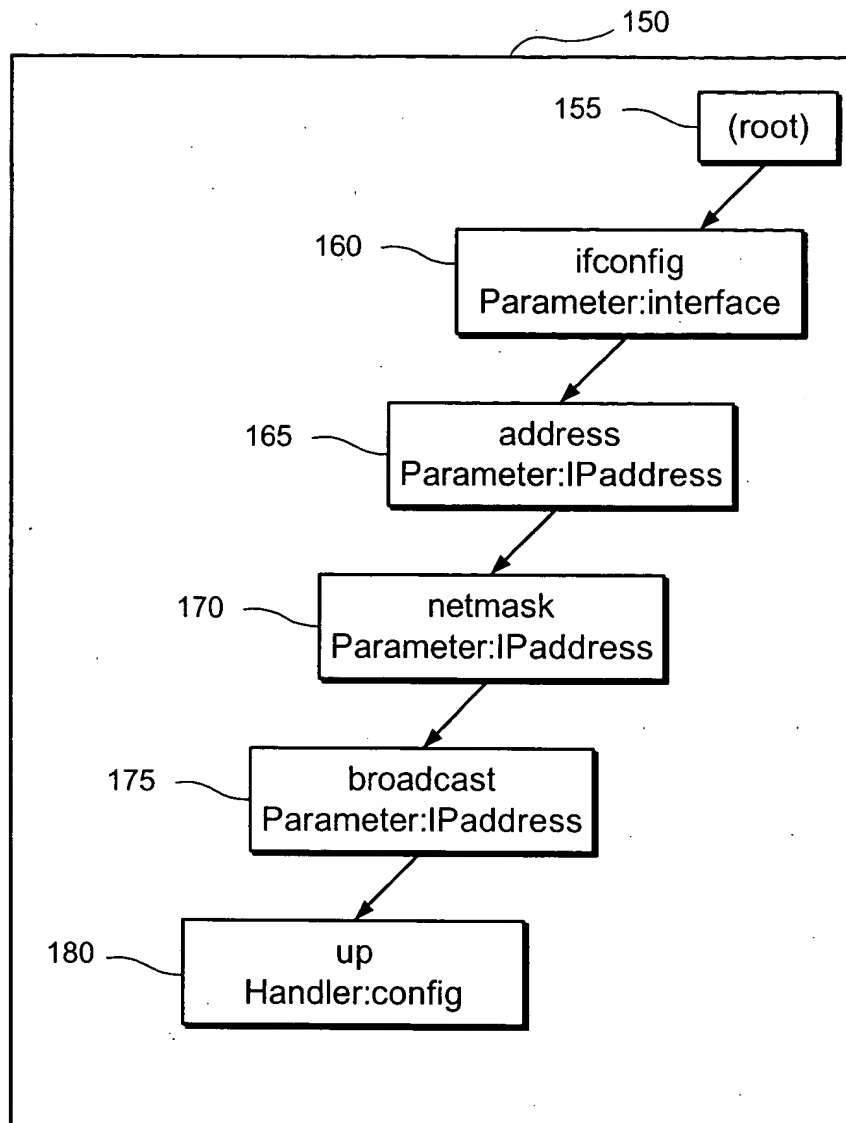 150
155
(root)
160
ifconfig
Parameter:interface
165
address
Parameter:IPaddress
170
netmask
Parameter:IPaddress
175
broadcast
Parameter:IPaddress
180
up
Handler:config